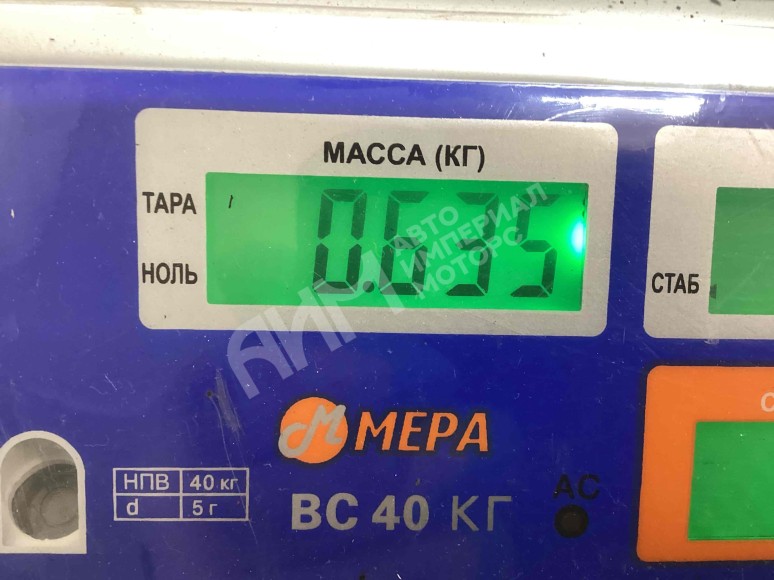 МАССА (КГ)
ТАРА
0.635
НОЛЬ
СТАБ
АВТО
ИМПЕРИАЛ
МОТОРС
АИМ
МЕРА
НПВ 40 кг
d 5 г
ВС 40 КГ
АС